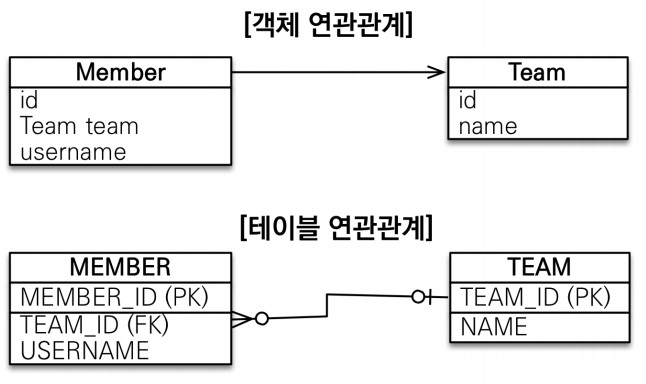 [객체 연관관계]
Member
id
Team team
username
Team
id
name
[테이블 연관관계]
MEMBER
MEMBER_ID (PK)
TEAM_ID (FK)
USERNAME
TEAM
TEAM_ID (PK)
NAME